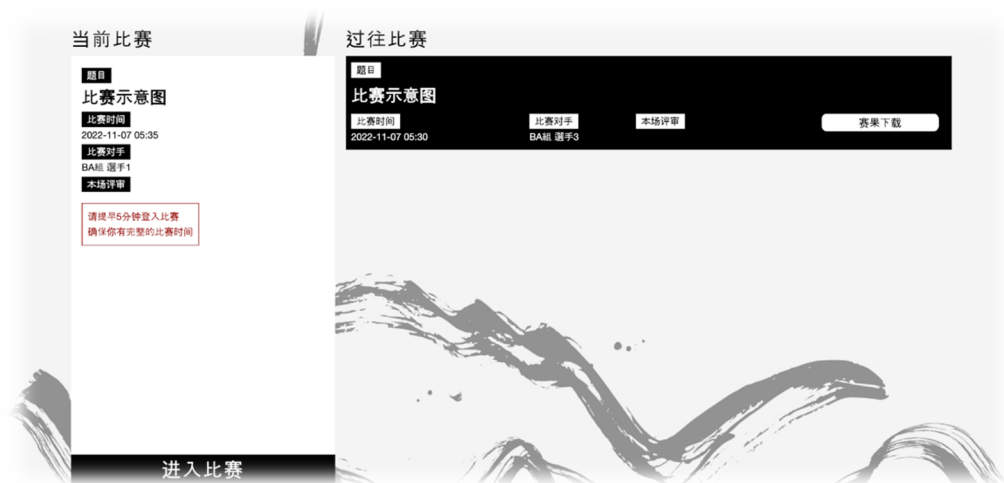 当前比赛
题目
比赛示意图
比赛时间
2022-11-07 05:35
比赛对手
BA組 選手1
本场评审
请提早5分钟登入比赛
确保你有完整的比赛时间
进入比赛
过往比赛
题目
比赛示意图
比赛时间 比赛对手 本场评审 赛果下载
2022-11-07 05:30 BA組 選手3